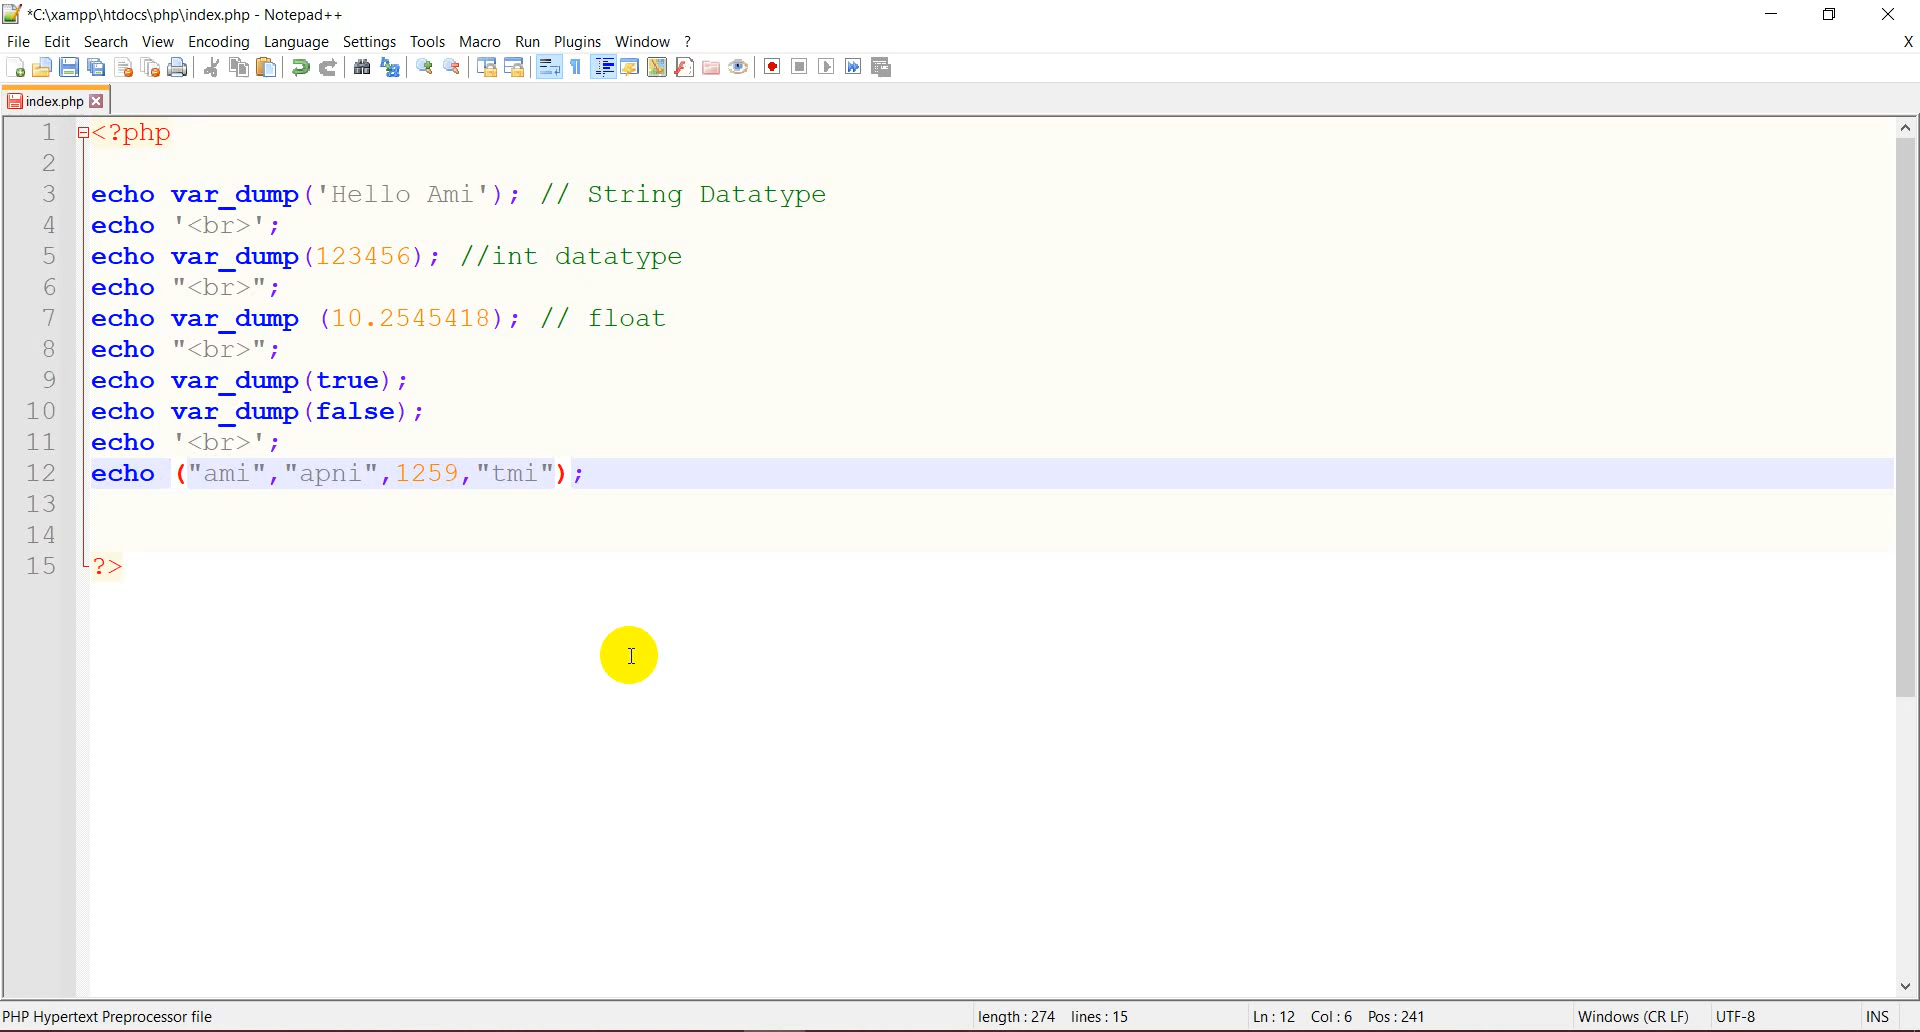 *C:\xampp\htdocs\php\index.php - Notepad++
File Edit Search View Encoding Language Settings Tools Macro Run Plugins Window ? X
index.php
1 <?php
2
3 echo var_dump('Hello Ami'); // String Datatype
4 echo '<br>';
5 echo var_dump(123456); //int datatype
6 echo "<br>";
7 echo var_dump (10.2545418); // float
8 echo "<br>";
9 echo var_dump(true);
10 echo var_dump(false);
11 echo '<br>';
12 echo ("ami","apni",1259,"tmi");
13
14
15 ?>
PHP Hypertext Preprocessor file length : 274 lines : 15 Ln : 12 Col : 6 Pos : 241 Windows (CR LF) UTF-8 INS